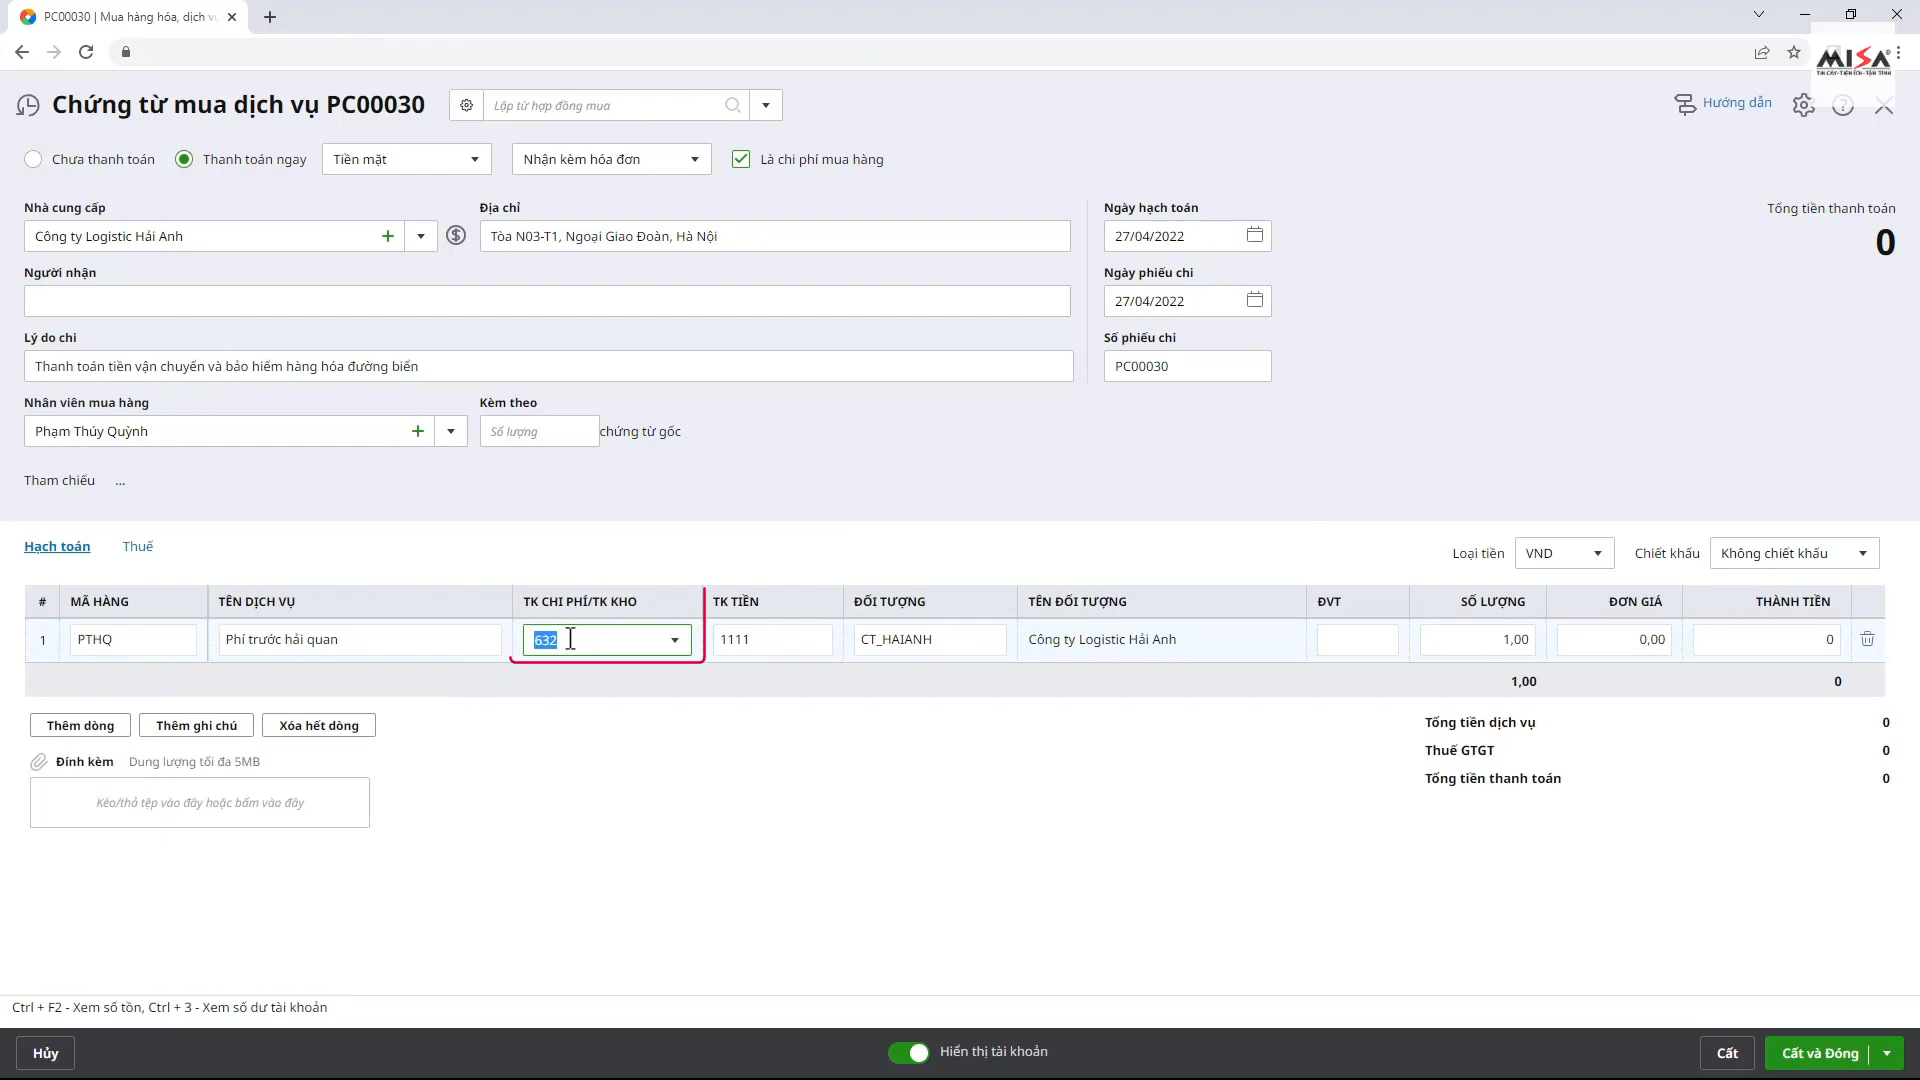 PC00030 | Mua hàng hóa, dịch vụ
MISA
TIN CẬY - TIỆN ÍCH - TẬN TÌNH
Chứng từ mua dịch vụ PC00030
Lập từ hợp đồng mua
Hướng dẫn
Chưa thanh toán
Thanh toán ngay
Tiền mặt
Nhận kèm hóa đơn
Là chi phí mua hàng
Nhà cung cấp
Địa chỉ
Ngày hạch toán
Tổng tiền thanh toán
Công ty Logistic Hải Anh
Tòa N03-T1, Ngoại Giao Đoàn, Hà Nội
27/04/2022
0
Người nhận
Ngày phiếu chi
27/04/2022
Lý do chi
Số phiếu chi
Thanh toán tiền vận chuyển và bảo hiểm hàng hóa đường biển
PC00030
Nhân viên mua hàng
Kèm theo
Phạm Thúy Quỳnh
Số lượng
chứng từ gốc
Tham chiếu ...
Hạch toán
Thuế
Loại tiền
VND
Chiết khấu
Không chiết khấu
# MÃ HÀNG TÊN DỊCH VỤ TK CHI PHÍ/TK KHO TK TIỀN ĐỐI TƯỢNG TÊN ĐỐI TƯỢNG ĐVT SỐ LƯỢNG ĐƠN GIÁ THÀNH TIỀN
1 PTHQ Phí trước hải quan 632 1111 CT_HAIANH Công ty Logistic Hải Anh 1,00 0,00 0
1,00 0
Thêm dòng
Thêm ghi chú
Xóa hết dòng
Tổng tiền dịch vụ 0
Thuế GTGT 0
Tổng tiền thanh toán 0
Đính kèm Dung lượng tối đa 5MB
Kéo/thả tệp vào đây hoặc bấm vào đây
Ctrl + F2 - Xem số tồn, Ctrl + 3 - Xem số dư tài khoản
Hủy
Hiển thị tài khoản
Cất
Cất và Đóng